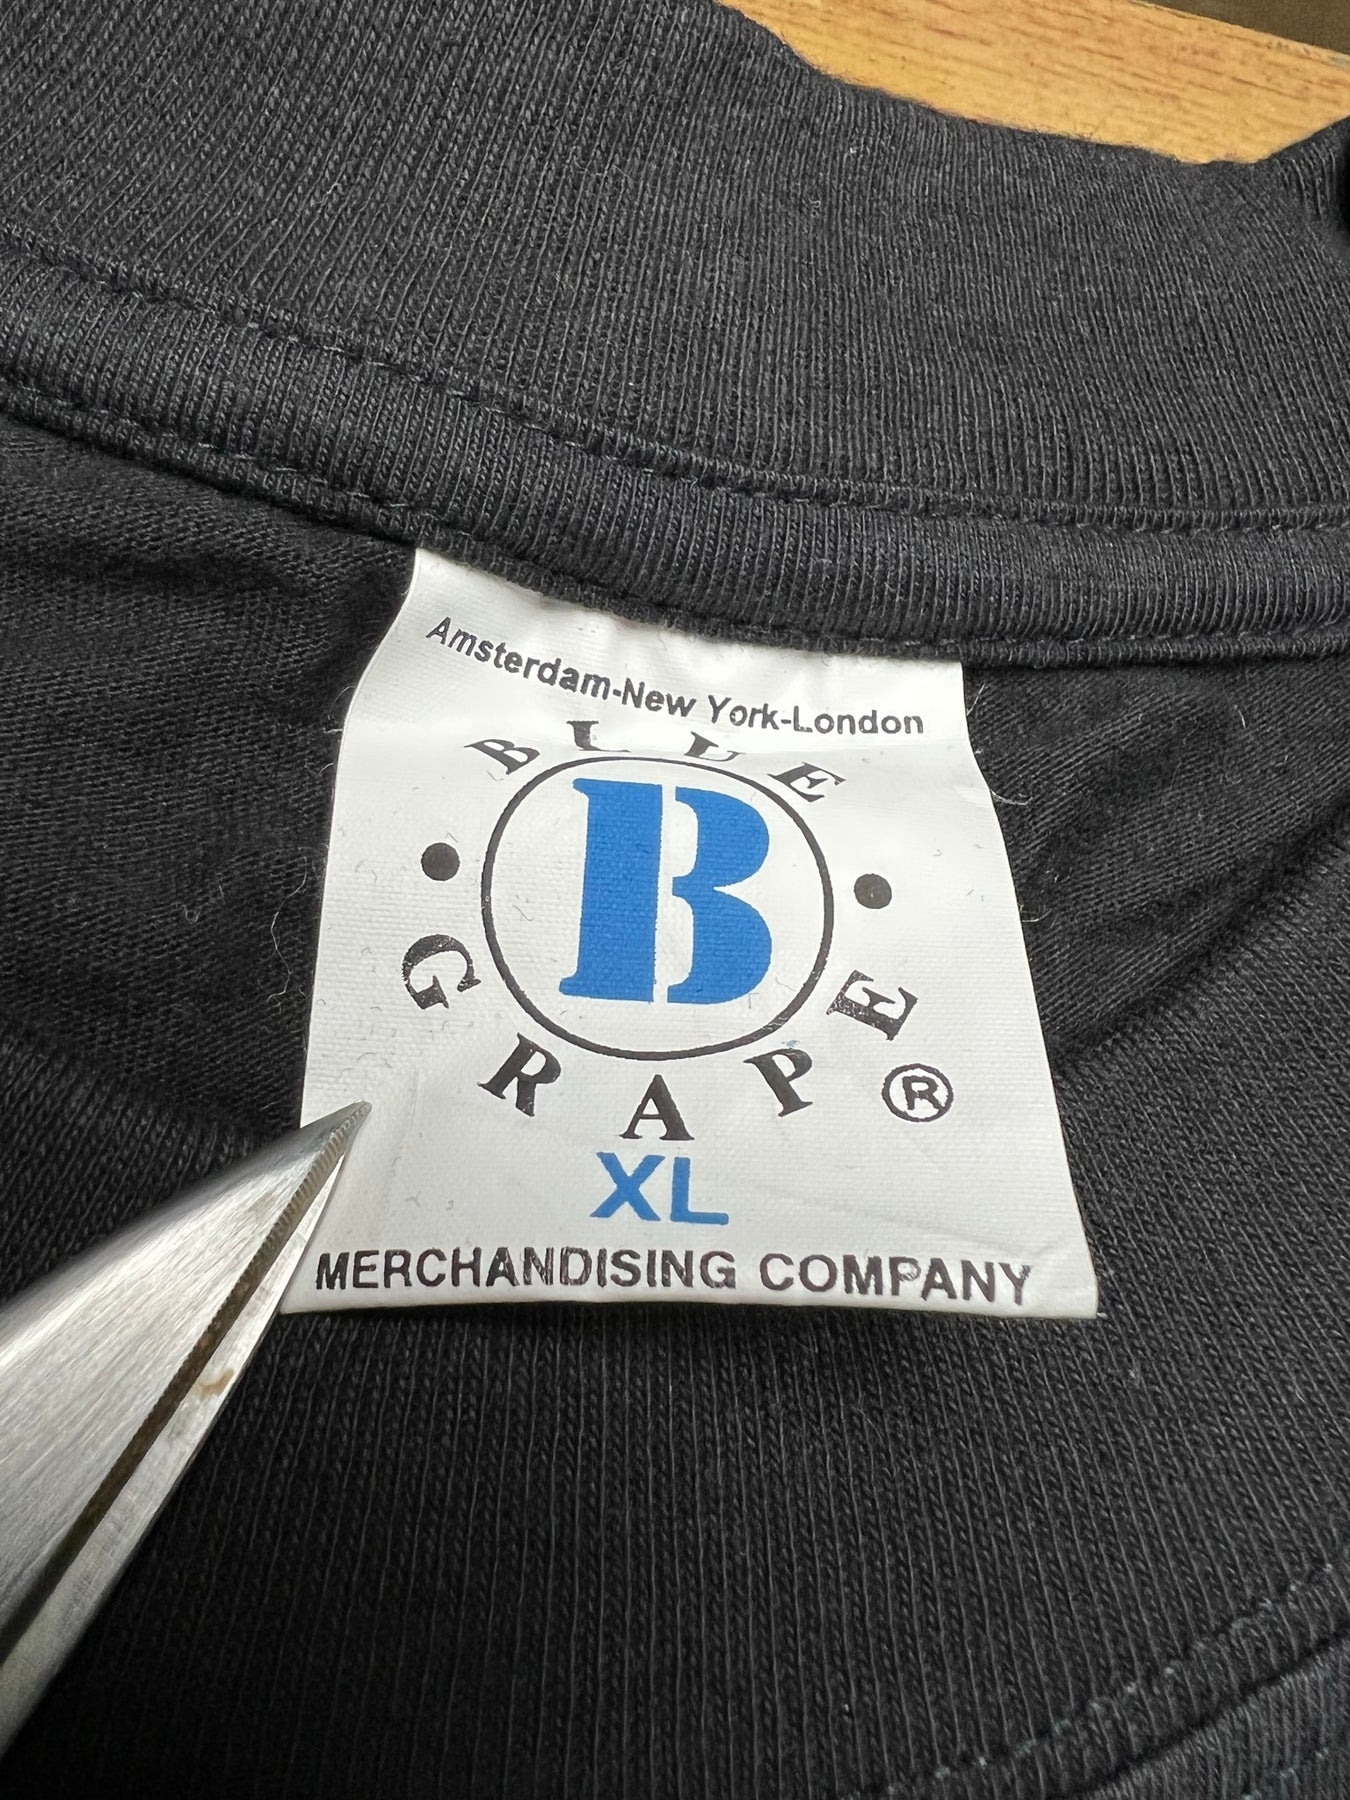 Amsterdam-New York-London
BLUE
B
GRAPE®
XL
MERCHANDISING COMPANY